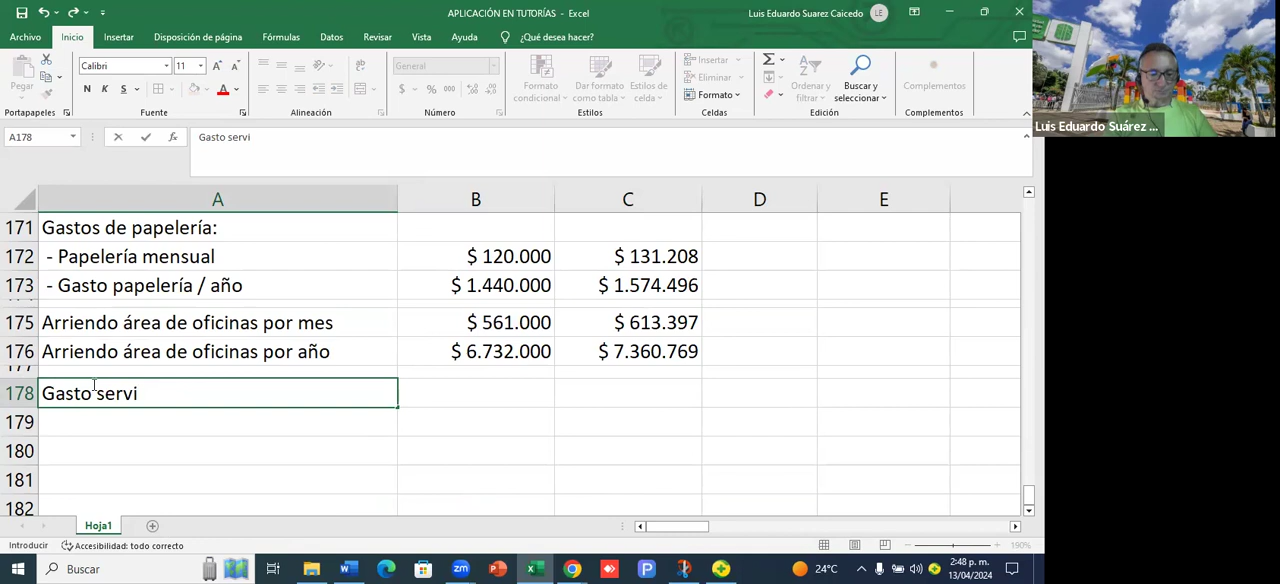 APLICACIÓN EN TUTORÍAS - Excel
Luis Eduardo Suarez Caicedo
LE
Archivo Inicio Insertar Disposición de página Fórmulas Datos Revisar Vista Ayuda ¿Qué desea hacer?
Pegar
Portapapeles
Calibri 11
N K S
Fuente
Alineación
General
$ % 000
Número
Formato condicional
Dar formato como tabla
Estilos de celda
Estilos
Insertar
Eliminar
Formato
Celdas
Ordenar y filtrar
Buscar y seleccionar
Edición
Complementos
Complementos
Luis Eduardo Suárez ...
A178 fx Gasto servi
A B C D E
171 Gastos de papelería:
172 - Papelería mensual $ 120.000 $ 131.208
173 - Gasto papelería / año $ 1.440.000 $ 1.574.496
175 Arriendo área de oficinas por mes $ 561.000 $ 613.397
176 Arriendo área de oficinas por año $ 6.732.000 $ 7.360.769
177
178 Gasto servi
179
180
181
182
Hoja1
Introducir Accesibilidad: todo correcto 190%
Buscar
24°C
2:48 p. m.
13/04/2024